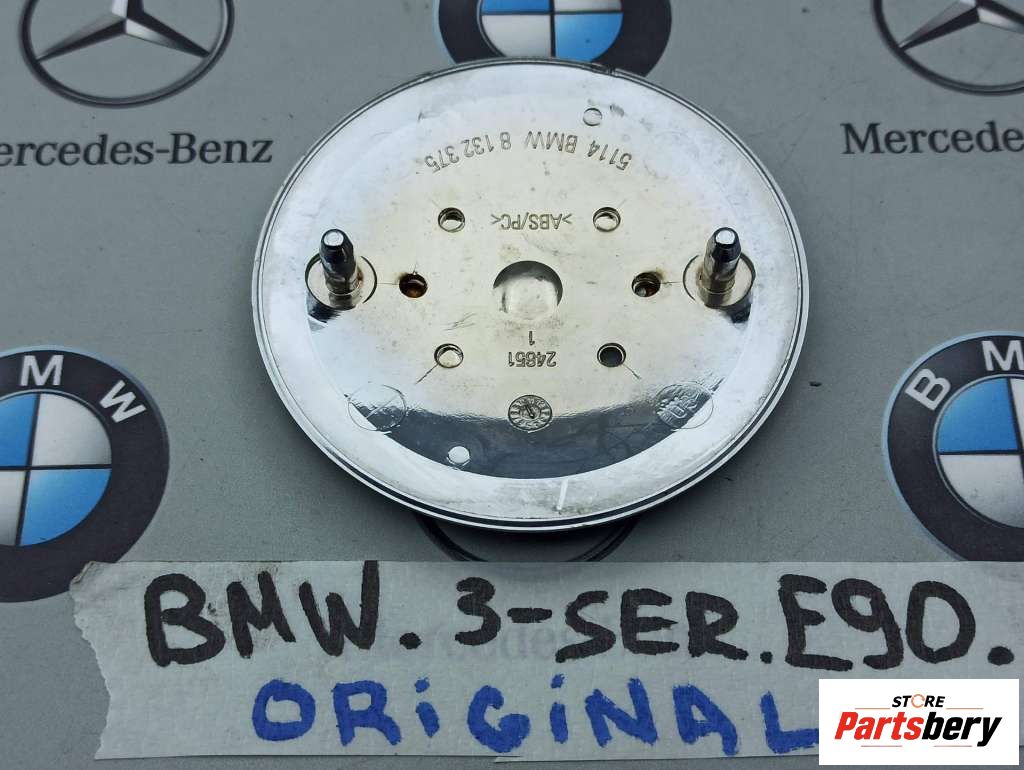 Mercedes-Benz
Mercedes
5114 BMW 8 132 375
>ABS/PC<
1
24851
BMW
BM
BMW. 3-SER. E90.
ORiGiNAL
STORE
Partsbery